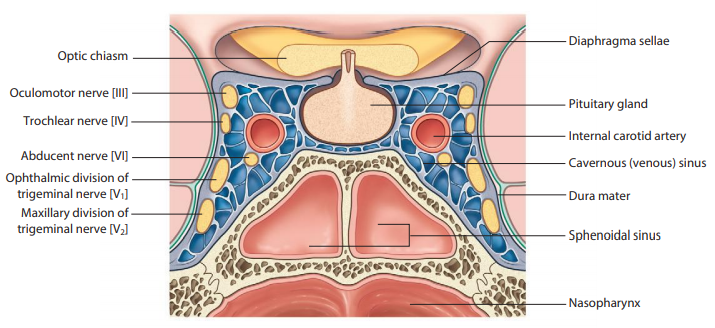 Optic chiasm
Oculomotor nerve [III]
Trochlear nerve [IV]
Abducent nerve [VI]
Ophthalmic division of
trigeminal nerve [V₁]
Maxillary division of
trigeminal nerve [V₂]
Diaphragma sellae
Pituitary gland
Internal carotid artery
Cavernous (venous) sinus
Dura mater
Sphenoidal sinus
Nasopharynx